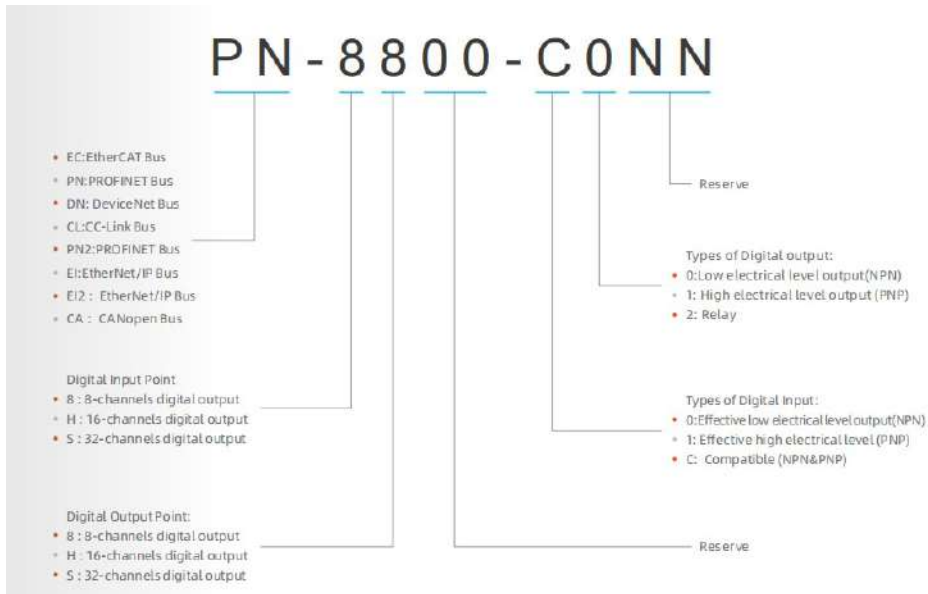 PN-8800-C0NN
EC:EtherCAT Bus
PN:PROFINET Bus
DN: DeviceNet Bus
CL:CC-Link Bus
PN2:PROFINET Bus
EI:EtherNet/IP Bus
EI2 : EtherNet/IP Bus
CA : CANopen Bus
Digital Input Point
8 : 8-channels digital output
H : 16-channels digital output
S : 32-channels digital output
Digital Output Point:
8 : 8-channels digital output
H : 16-channels digital output
S : 32-channels digital output
Reserve
Types of Digital output:
0:Low electrical level output(NPN)
1: High electrical level output (PNP)
2: Relay
Types of Digital Input:
0:Effective low electrical level output(NPN)
1: Effective high electrical level (PNP)
C: Compatible (NPN&PNP)
Reserve